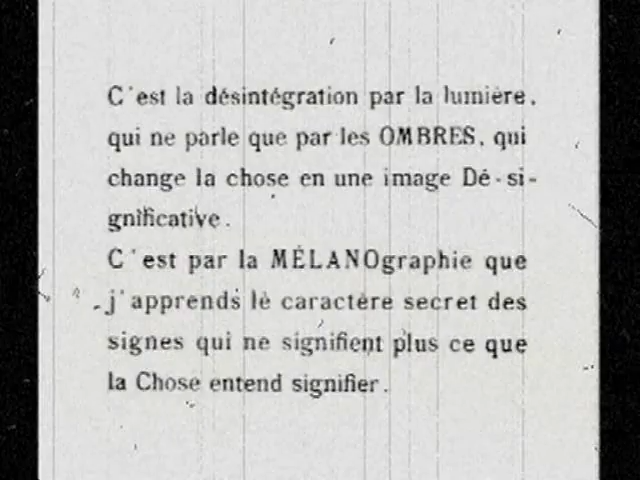 C'est la désintégration par la lumière,
qui ne parle que par les OMBRES, qui
change la chose en une image Dé-si-
gnificative.
C'est par la MÉLANOgraphie que
j'apprends le caractère secret des
signes qui ne signifient plus ce que
la Chose entend signifier.